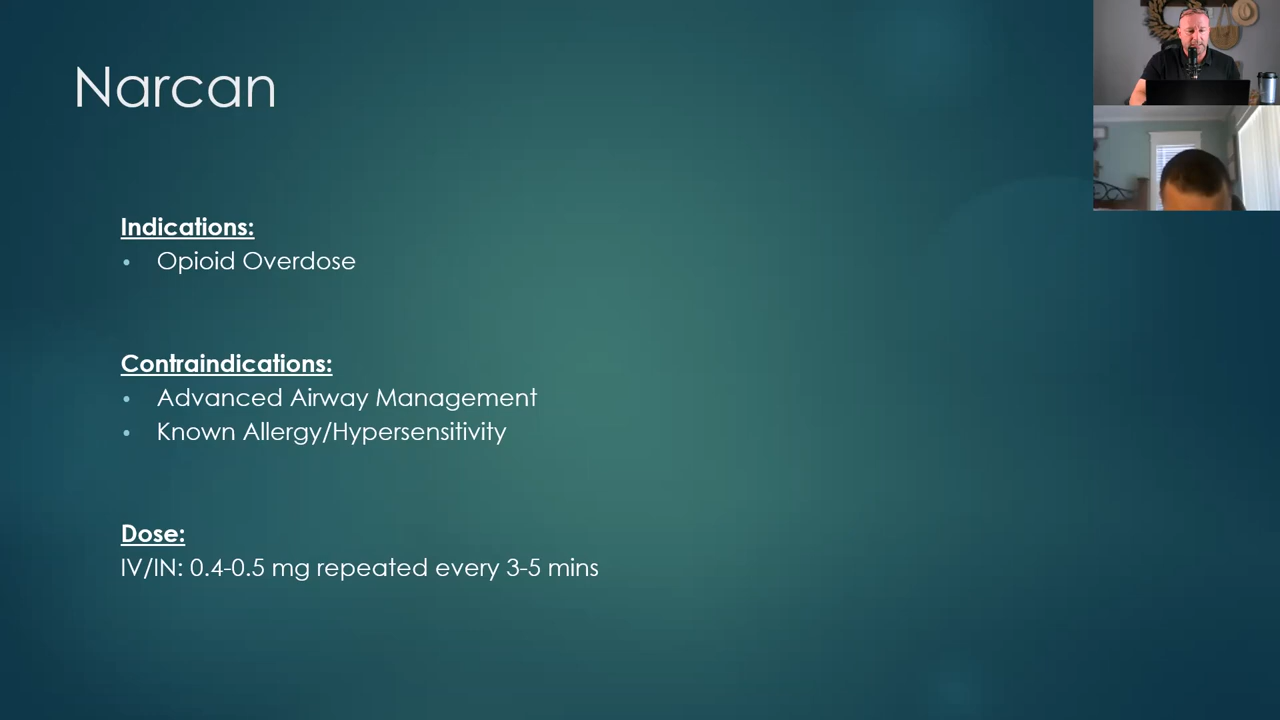 Narcan
Indications:
• Opioid Overdose
Contraindications:
• Advanced Airway Management
• Known Allergy/Hypersensitivity
Dose:
IV/IN: 0.4-0.5 mg repeated every 3-5 mins